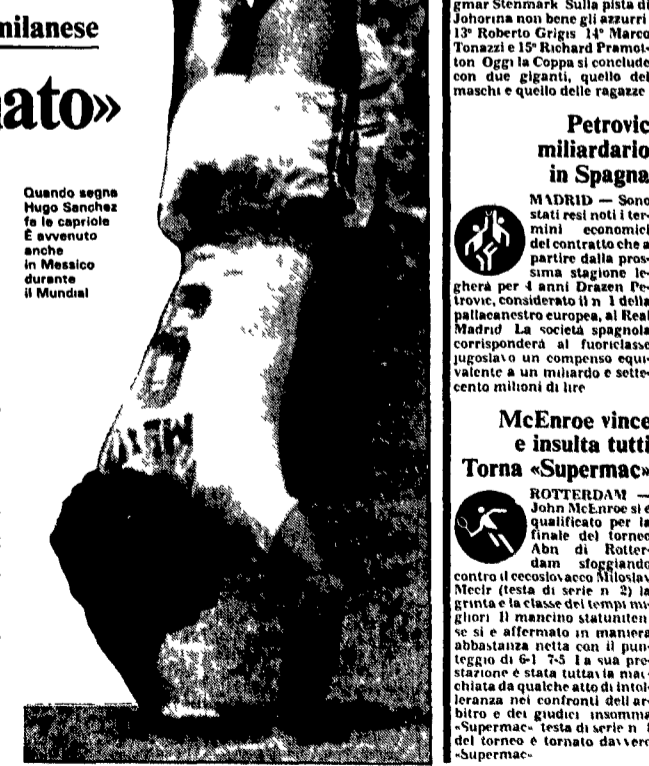 milanese
ato»
Quando segna
Hugo Sanchez
fa le capriole
È avvenuto
anche
in Messico
durante
il Mundial
gmar Stenmark Sulla pista di
Johorina non bene gli azzurri
13º Roberto Grigis 14º Marco
Tonazzi e 15º Richard Pramot-
ton Oggi la Coppa si conclude
con due giganti, quello dei
maschi e quello delle ragazze
Petrovic
miliardario
in Spagna
MADRID — Sono
stati resi noti i ter-
mini economici
del contratto che a
partire dalla pros-
sima stagione le-
gherà per 4 anni Drazen Pe-
trovic, considerato il n 1 della
pallacanestro europea, al Real
Madrid La società spagnola
corrisponderà al fuoriclasse
jugoslavo un compenso equi-
valente a un miliardo e sette-
cento milioni di lire
McEnroe vince
e insulta tutti
Torna «Supermac»
ROTTERDAM —
John McEnroe si è
qualificato per la
finale del torneo
Abn di Rotter-
dam sfoggiando
contro il cecoslovacco Miloslav
Mecir (testa di serie n 2) la
grinta e la classe dei tempi mi-
gliori Il mancino statuniten
se si è affermato in maniera
abbastanza netta con il pun-
teggio di 6-1 7-5 La sua pre-
stazione è stata tuttavia mac-
chiata da qualche atto di intol-
leranza nei confronti dell ar-
bitro e dei giudici insomma
«Supermac» testa di serie n 1
del torneo è tornato davvero
«Supermac»